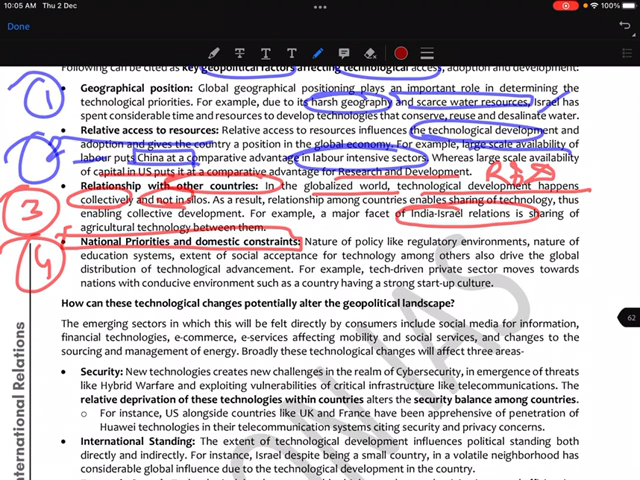 10:05 AM Thu 2 Dec
Done
Following can be cited as key geopolitical factors affecting technological access, adoption and development:
1
• Geographical position: Global geographical positioning plays an important role in determining the
technological priorities. For example, due to its harsh geography and scarce water resources, Israel has
spent considerable time and resources to develop technologies that conserve, reuse and desalinate water.
• Relative access to resources: Relative access to resources influences the technological development and
adoption and gives the country a position in the global economy. For example, large scale availability of
labour puts China at a comparative advantage in labour intensive sectors. Whereas large scale availability
of capital in US puts it at a comparative advantage for Research and Development.
3
• Relationship with other countries: In the globalized world, technological development happens
collectively and not in silos. As a result, relationship among countries enables sharing of technology, thus
enabling collective development. For example, a major facet of India-Israel relations is sharing of
agricultural technology between them.
4
• National Priorities and domestic constraints: Nature of policy like regulatory environments, nature of
education systems, extent of social acceptance for technology among others also drive the global
distribution of technological advancement. For example, tech-driven private sector moves towards
nations with conducive environment such as a country having a strong start-up culture.
62
How can these technological changes potentially alter the geopolitical landscape?
The emerging sectors in which this will be felt directly by consumers include social media for information,
financial technologies, e-commerce, e-services affecting mobility and social services, and changes to the
sourcing and management of energy. Broadly these technological changes will affect three areas-
• Security: New technologies creates new challenges in the realm of Cybersecurity, in emergence of threats
like Hybrid Warfare and exploiting vulnerabilities of critical infrastructure like telecommunications. The
relative deprivation of these technologies within countries alters the security balance among countries.
o For instance, US alongside countries like UK and France have been apprehensive of penetration of
Huawei technologies in their telecommunication systems citing security and privacy concerns.
• International Standing: The extent of technological development influences political standing both
directly and indirectly. For instance, Israel despite being a small country, in a volatile neighborhood has
considerable global influence due to the technological development in the country.
International Relations
ON IAS